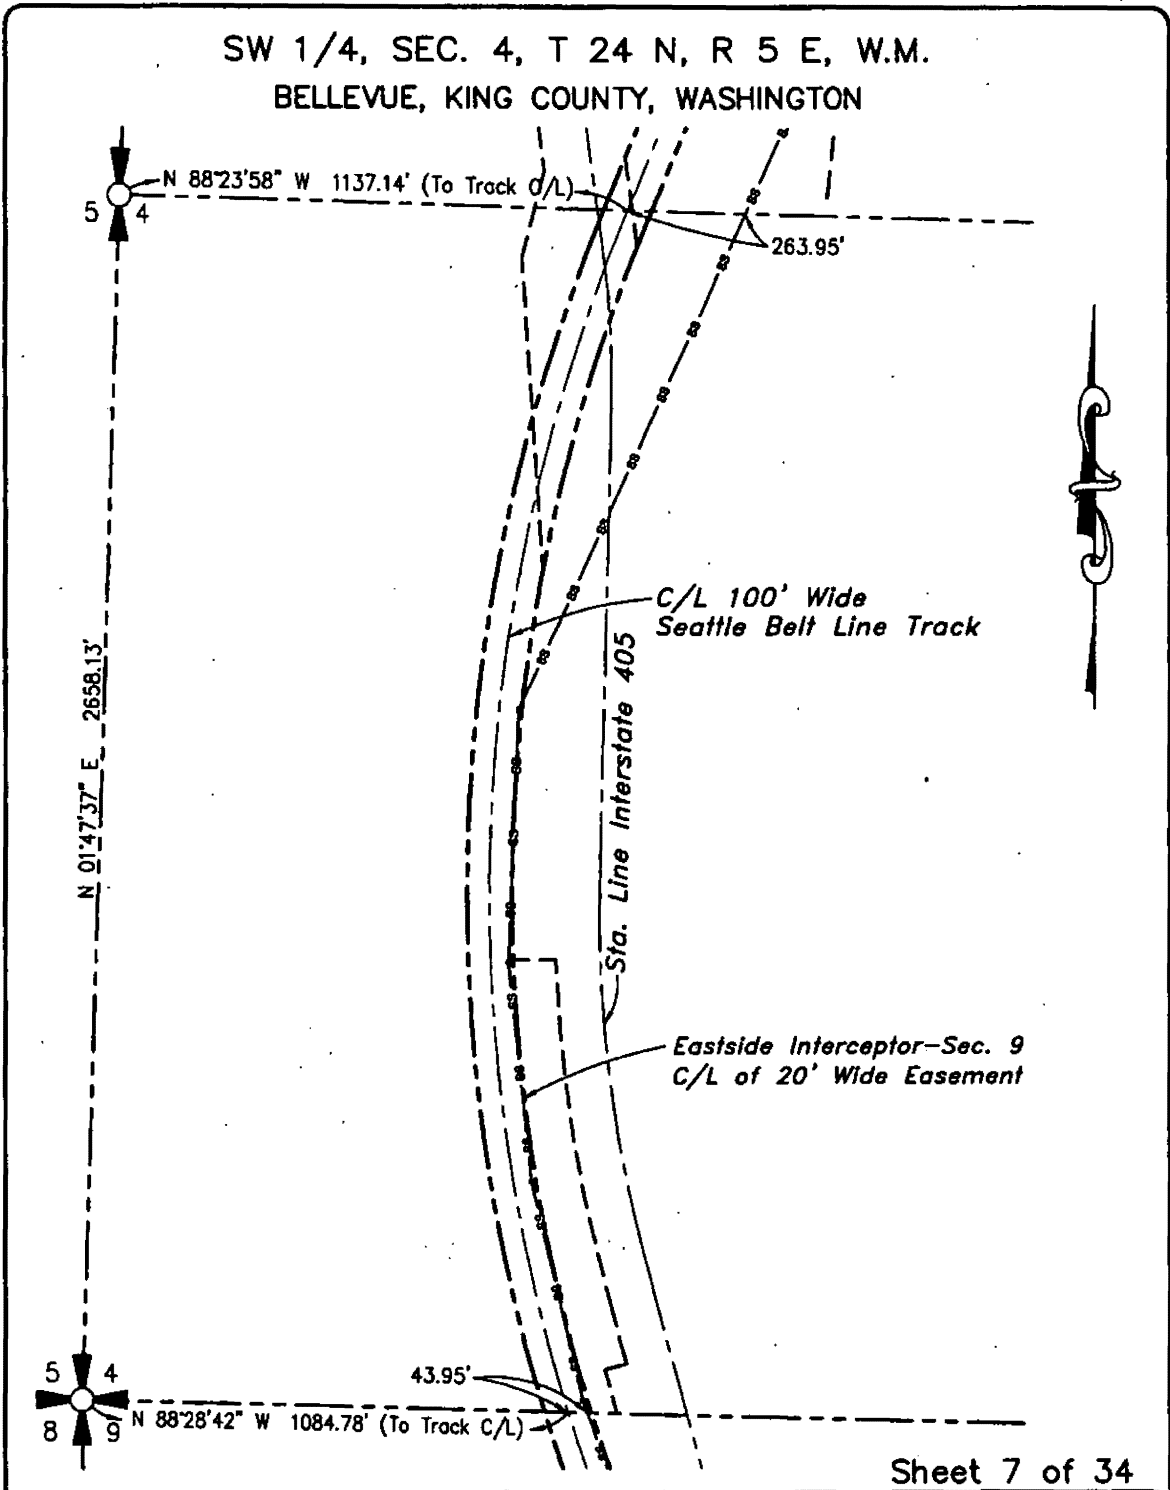 SW 1/4, SEC. 4, T 24 N, R 5 E, W.M.
BELLEVUE, KING COUNTY, WASHINGTON
N 88°23'58" W 1137.14' (To Track C/L)
5 4
263.95'
C/L 100' Wide
Seattle Belt Line Track
Sta. Line Interstate 405
N 01°47'37" E 2658.13'
Eastside Interceptor-Sec. 9
C/L of 20' Wide Easement
5 4
43.95'
8 9
N 88°28'42" W 1084.78' (To Track C/L)
Sheet 7 of 34